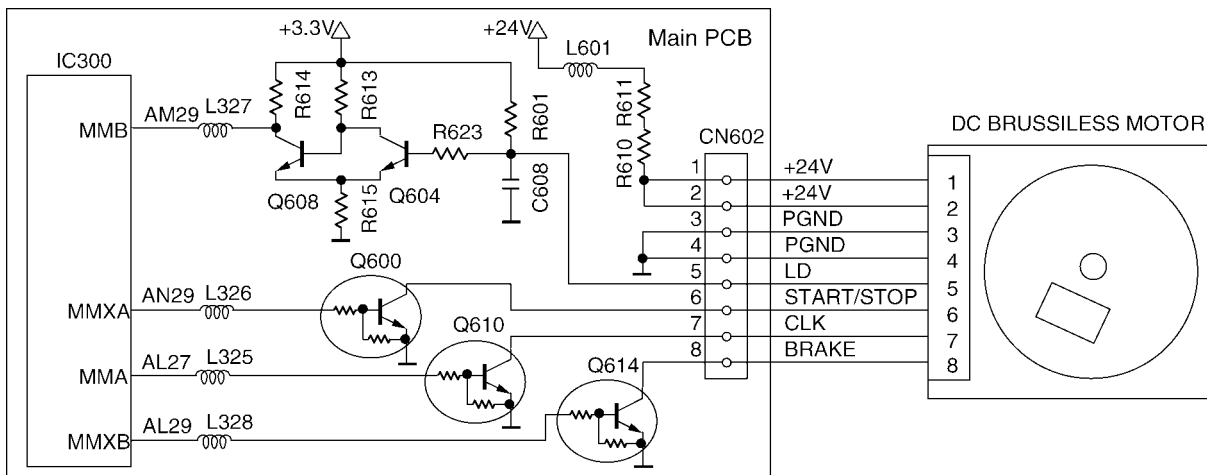 +3.3V
+24V
L601
Main PCB
IC300
R614
R613
R601
R611
R610
MMB
AM29
L327
R623
CN602
DC BRUSSILESS MOTOR
Q608
Q604
R615
C608
1 +24V 1
2 +24V 2
3 PGND 3
4 PGND 4
5 LD 5
6 START/STOP 6
7 CLK 7
8 BRAKE 8
Q600
MMXA
AN29
L326
Q610
MMA
AL27
L325
Q614
MMXB
AL29
L328